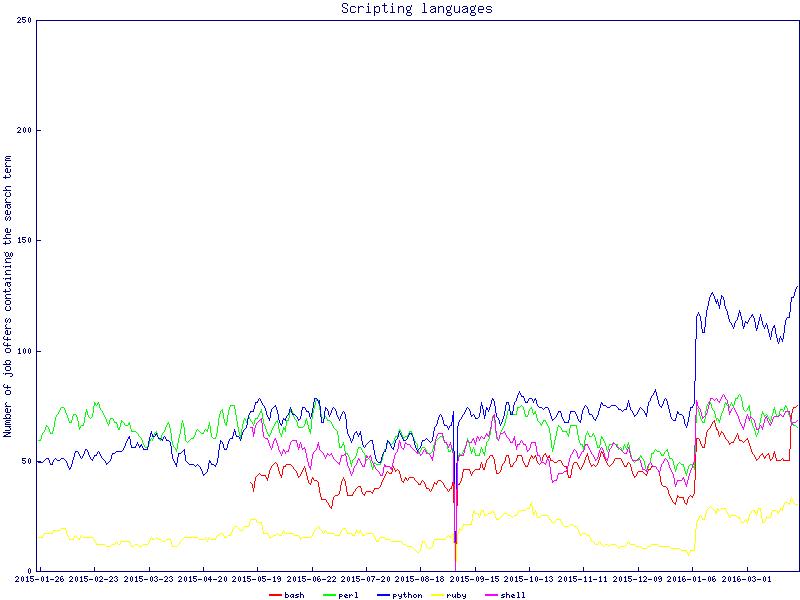 Scripting languages
Number of job offers containing the search term
250
200
150
100
50
0
2015-01-26 2015-02-23 2015-03-23 2015-04-20 2015-05-19 2015-06-22 2015-07-20 2015-08-18 2015-09-15 2015-10-13 2015-11-11 2015-12-09 2016-01-06 2016-03-01
bash perl python ruby shell